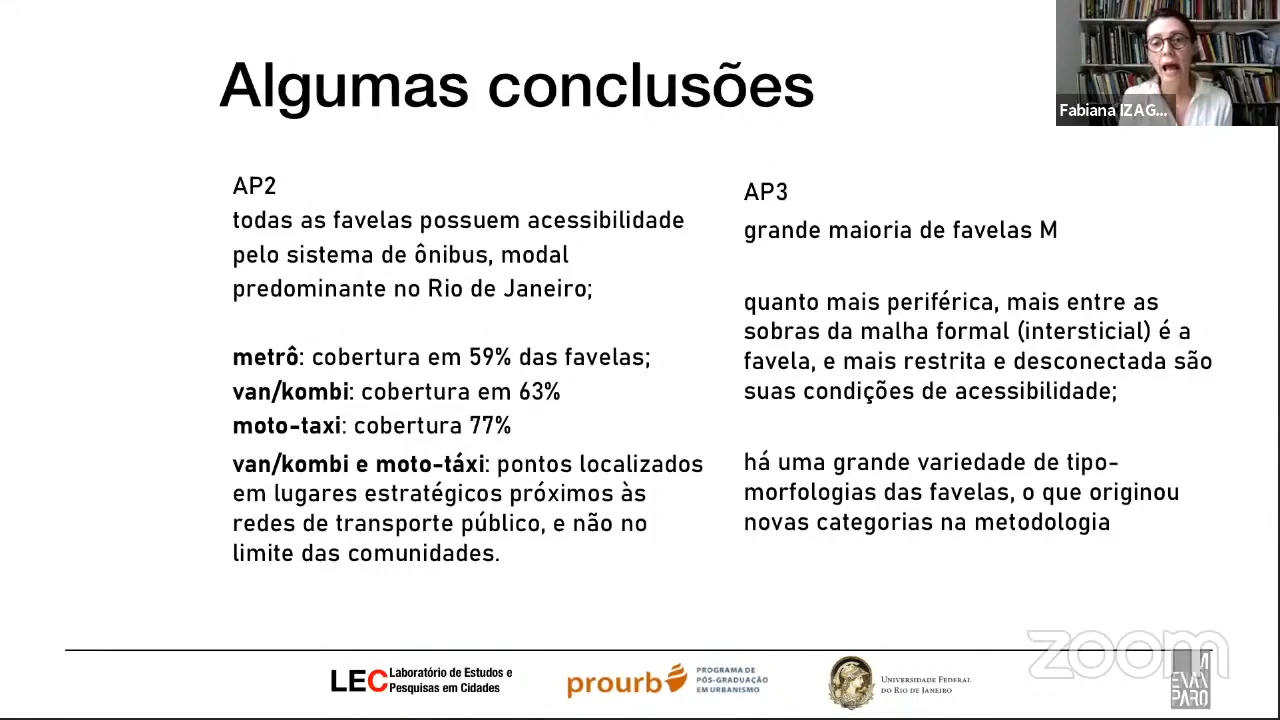 Algumas conclusões
Fabiana IZAG...
AP2
todas as favelas possuem acessibilidade
pelo sistema de ônibus, modal
predominante no Rio de Janeiro;
metrô: cobertura em 59% das favelas;
van/kombi: cobertura em 63%
moto-taxi: cobertura 77%
van/kombi e moto-táxi: pontos localizados
em lugares estratégicos próximos às
redes de transporte público, e não no
limite das comunidades.
AP3
grande maioria de favelas M
quanto mais periférica, mais entre as
sobras da malha formal (intersticial) é a
favela, e mais restrita e desconectada são
suas condições de acessibilidade;
há uma grande variedade de tipo-
morfologias das favelas, o que originou
novas categorias na metodologia
LEC Laboratório de Estudos e
Pesquisas em Cidades
prourb
PROGRAMA DE
PÓS-GRADUAÇÃO
EM URBANISMO
UNIVERSIDADE FEDERAL
DO RIO DE JANEIRO
zoom